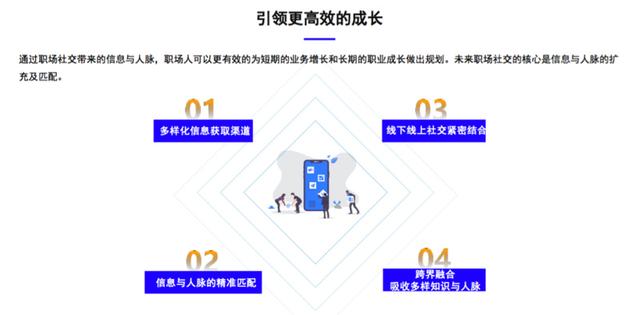 引领更高效的成长
通过职场社交带来的信息与人脉，职场人可以更有效的为短期的业务增长和长期的职业成长做出规划。未来职场社交的核心是信息与人脉的扩
充及匹配。
01
多样化信息获取渠道
02
信息与人脉的精准匹配
03
线下线上社交紧密结合
04
跨界融合
吸收多样知识与人脉